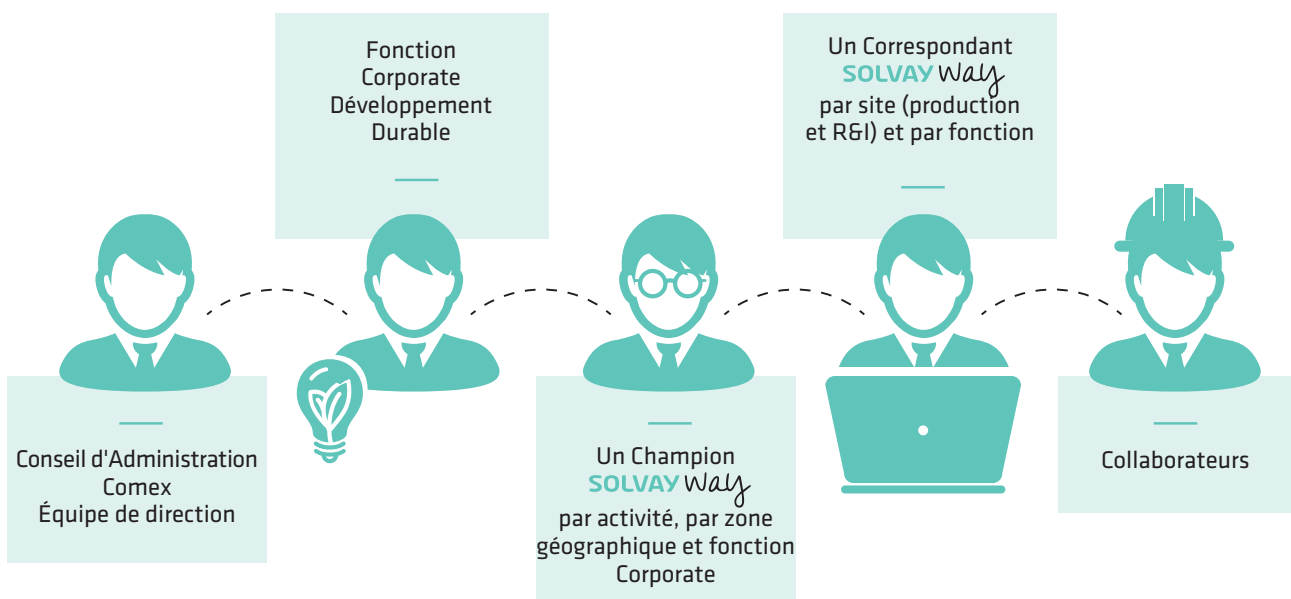 Conseil d'Administration
Comex
Équipe de direction
Fonction
Corporate
Développement
Durable
Un Champion
SOLVAY way
par activité, par zone
géographique et fonction
Corporate
Un Correspondant
SOLVAY way
par site (production
et R&I) et par fonction
Collaborateurs